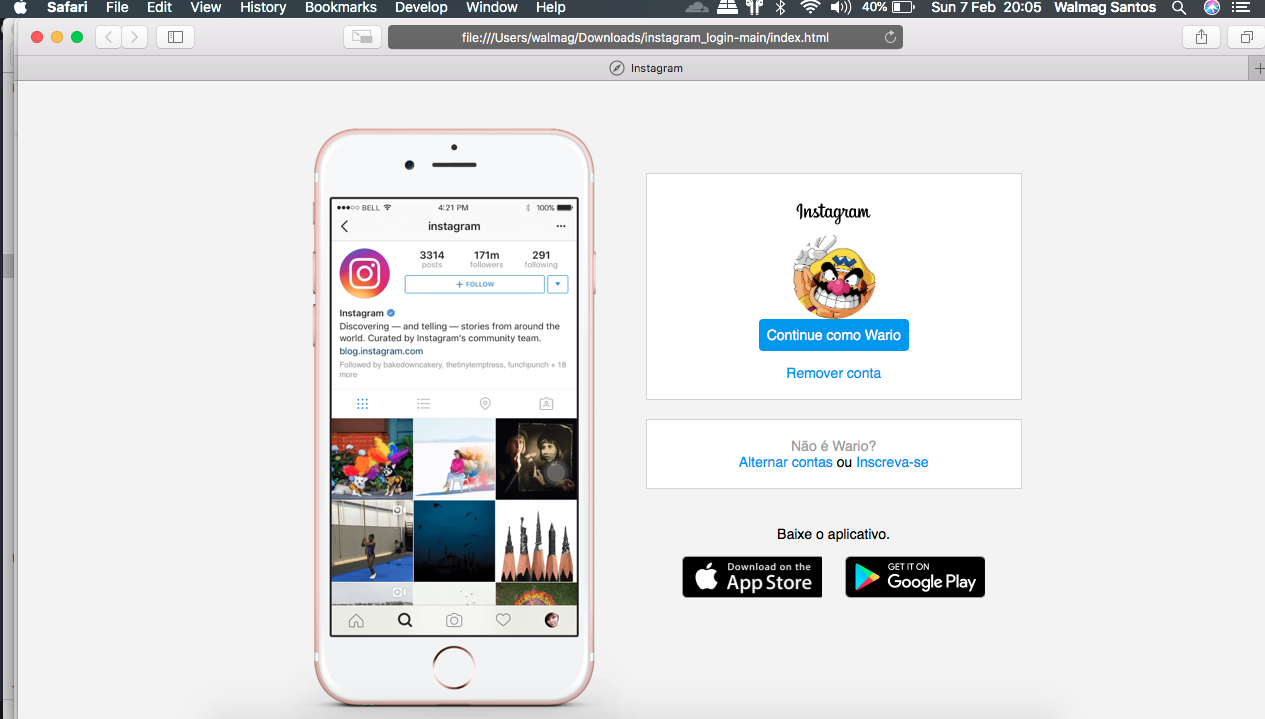 Safari File Edit View History Bookmarks Develop Window Help 40% Sun 7 Feb 20:05 Walmag Santos
file:///Users/walmag/Downloads/instagram_login-main/index.html
Instagram
BELL 4:21 PM 100%
instagram
3314 171m 291
posts followers following
+ FOLLOW
Instagram
Discovering — and telling — stories from around the
world. Curated by Instagram's community team.
blog.instagram.com
Followed by bakedowncakery, thetinytemptress, funchpunch + 18
more
Instagram
W
Continue como Wario
Remover conta
Não é Wario?
Alternar contas ou Inscreva-se
Baixe o aplicativo.
Download on the
App Store
GET IT ON
Google Play